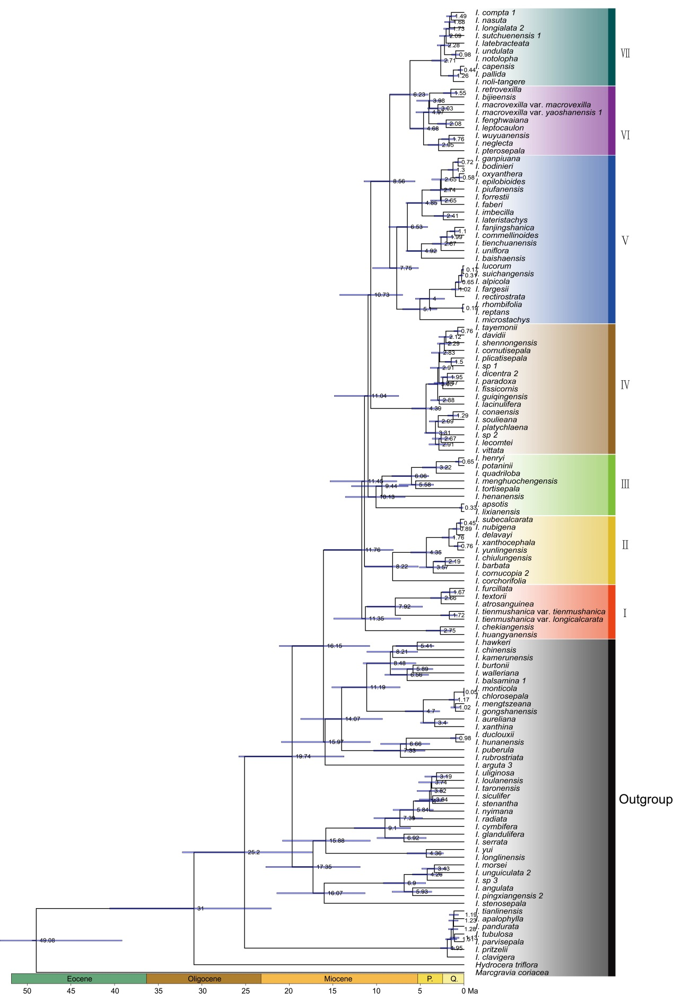 I. compta 1
1.49
I. nasuta
1.68
I. longialata 2
1.73
I. sutchuenensis 1
2.09
I. latebracteata
2.28
I. undulata
0.98
I. notolopha
2.71
I. capensis
0.44
I. pallida
1.26
I. noli-tangere
VII
I. retrovexilla
1.55
I. bijieensis
6.23
3.98
I. macrovexilla var. macrovexilla
3.03
I. macrovexilla var. yaoshanensis 1
I. fenghwaiana
2.08
I. leptocaulon
4.68
I. wuyuanensis
1.76
I. neglecta
2.95
I. pterosepala
VI
I. ganpiuana
0.72
I. bodinieri
1.3
I. oxyanthera
0.58
I. epilobioides
2.65
8.56
I. piufanensis
2.74
I. forrestii
2.65
I. faberi
4.85
I. imbecilla
2.41
I. lateristachys
I. fanjingshanica
1.1
6.53
I. commellinoides
1.99
I. tienchuanensis
2.67
I. uniflora
4.92
I. baishaensis
V
I. lucorum
0.17
7.75
I. suichangensis
0.31
I. alpicola
0.65
I. fargesii
1.02
I. rectirostrata
10.73
4
I. rhombifolia
0.19
I. reptans
5.1
I. microstachys
I. tayemonii
0.76
I. davidii
2.12
I. shennongensis
2.29
I. cornutisepala
2.83
I. plicatisepala
1.5
I. sp 1
2.91
I. dicentra 2
1.95
I. paradoxa
I. fissicornis
IV
I. guiqingensis
11.04
2.88
I. lacinulifera
4.39
I. conaensis
1.29
I. soulieana
2.99
I. platychlaena
I. sp 2
2.67
I. lecomtei
2.91
I. vittata
I. henryi
0.65
I. potaninii
3.22
I. quadriloba
6.06
I. menghuochengensis
11.45
5.58
I. tortisepala
9.44
III
I. henanensis
10.13
I. apsotis
0.33
I. lixianensis
I. subecalcarata
0.45
I. nubigena
0.89
I. delavayi
1.76
I. xanthocephala
0.76
I. yunlingensis
II
11.76
4.35
I. chiulungensis
2.19
I. barbata
3.57
8.22
I. cornucopia 2
I. corchorifolia
I. furcillata
1.67
I. textorii
2.66
I. atrosanguinea
7.92
I. tienmushanica var. tienmushanica
1.72
I. tienmushanica var. longicalcarata
11.35
I
I. chekiangensis
2.75
I. huangyanensis
I. hawkeri
16.15
5.41
I. chinensis
8.21
I. kamerunensis
8.48
I. burtonii
5.89
I. walleriana
6.56
I. balsamina 1
11.19
I. monticola
0.05
I. chlorosepala
1.17
I. mengtszeana
1.02
I. gongshanensis
4.7
I. aureliana
14.07
3.4
I. xanthina
I. duclouxii
0.98
I. hunanensis
15.97
6.66
I. puberula
7.33
I. rubrostriata
19.74
I. arguta 3
I. uliginosa
3.19
I. loulanensis
3.74
I. taronensis
3.82
I. siculifer
3.64
I. stenantha
Outgroup
I. nyimana
5.84
I. radiata
7.39
I. cymbifera
9.1
I. glandulifera
6.92
I. serrata
15.88
I. yui
25.2
4.36
I. longlinensis
I. morsei
17.35
3.43
I. unguiculata 2
4.26
I. sp 3
6.9
I. angulata
5.93
I. pingxiangensis 2
16.07
I. stenosepala
31
I. tianlinensis
1.19
I. apalophylla
1.23
I. pandurata
1.28
I. tubulosa
I. parvisepala
49.08
I. pritzelii
1.95
I. clavigera
Hydrocera triflora
Marcgravia coriacea
Eocene Oligocene Miocene P. Q.
50 45 40 35 30 25 20 15 10 5 0 Ma